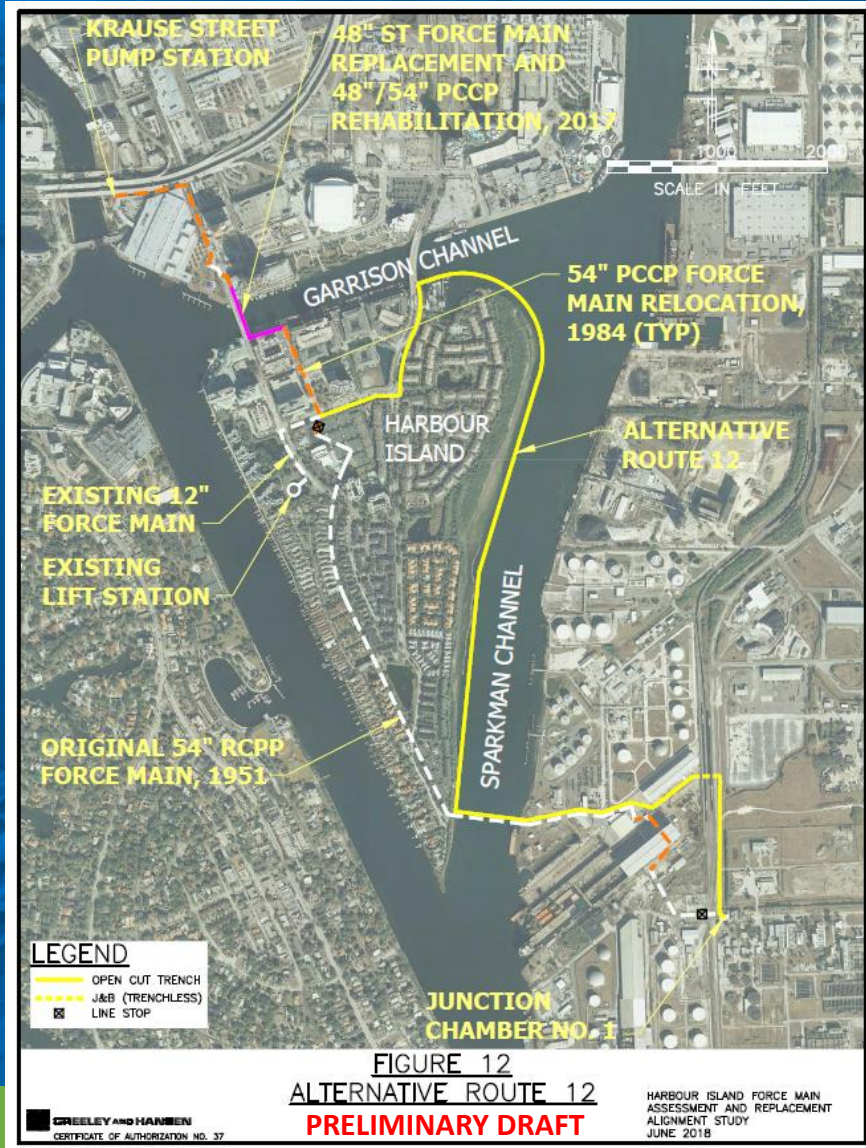 KRAUSE STREET
PUMP STATION
48" ST FORCE MAIN
REPLACEMENT AND
48"/54" PCCP
REHABILITATION, 2017
0 1000 2000
SCALE IN FEET
GARRISON CHANNEL
54" PCCP FORCE
MAIN RELOCATION,
1984 (TYP)
HARBOUR
ISLAND
ALTERNATIVE
ROUTE 12
EXISTING 12"
FORCE MAIN
EXISTING
LIFT STATION
SPARKMAN CHANNEL
ORIGINAL 54" RCPP
FORCE MAIN, 1951
LEGEND
OPEN CUT TRENCH
J&B (TRENCHLESS)
LINE STOP
JUNCTION
CHAMBER NO. 1
FIGURE 12
ALTERNATIVE ROUTE 12
PRELIMINARY DRAFT
GREELEY AND HANSEN
CERTIFICATE OF AUTHORIZATION NO. 37
HARBOUR ISLAND FORCE MAIN
ASSESSMENT AND REPLACEMENT
ALIGNMENT STUDY
JUNE 2018